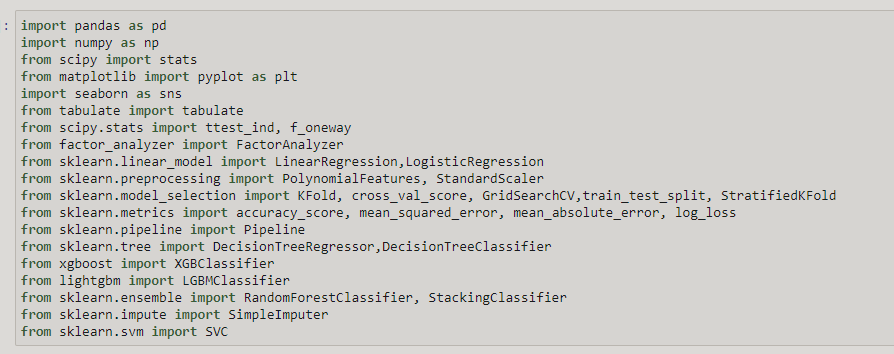 : import pandas as pd
import numpy as np
from scipy import stats
from matplotlib import pyplot as plt
import seaborn as sns
from tabulate import tabulate
from scipy.stats import ttest_ind, f_oneway
from factor_analyzer import FactorAnalyzer
from sklearn.linear_model import LinearRegression,LogisticRegression
from sklearn.preprocessing import PolynomialFeatures, StandardScaler
from sklearn.model_selection import KFold, cross_val_score, GridSearchCV,train_test_split, StratifiedKFold
from sklearn.metrics import accuracy_score, mean_squared_error, mean_absolute_error, log_loss
from sklearn.pipeline import Pipeline
from sklearn.tree import DecisionTreeRegressor,DecisionTreeClassifier
from xgboost import XGBClassifier
from lightgbm import LGBMClassifier
from sklearn.ensemble import RandomForestClassifier, StackingClassifier
from sklearn.impute import SimpleImputer
from sklearn.svm import SVC